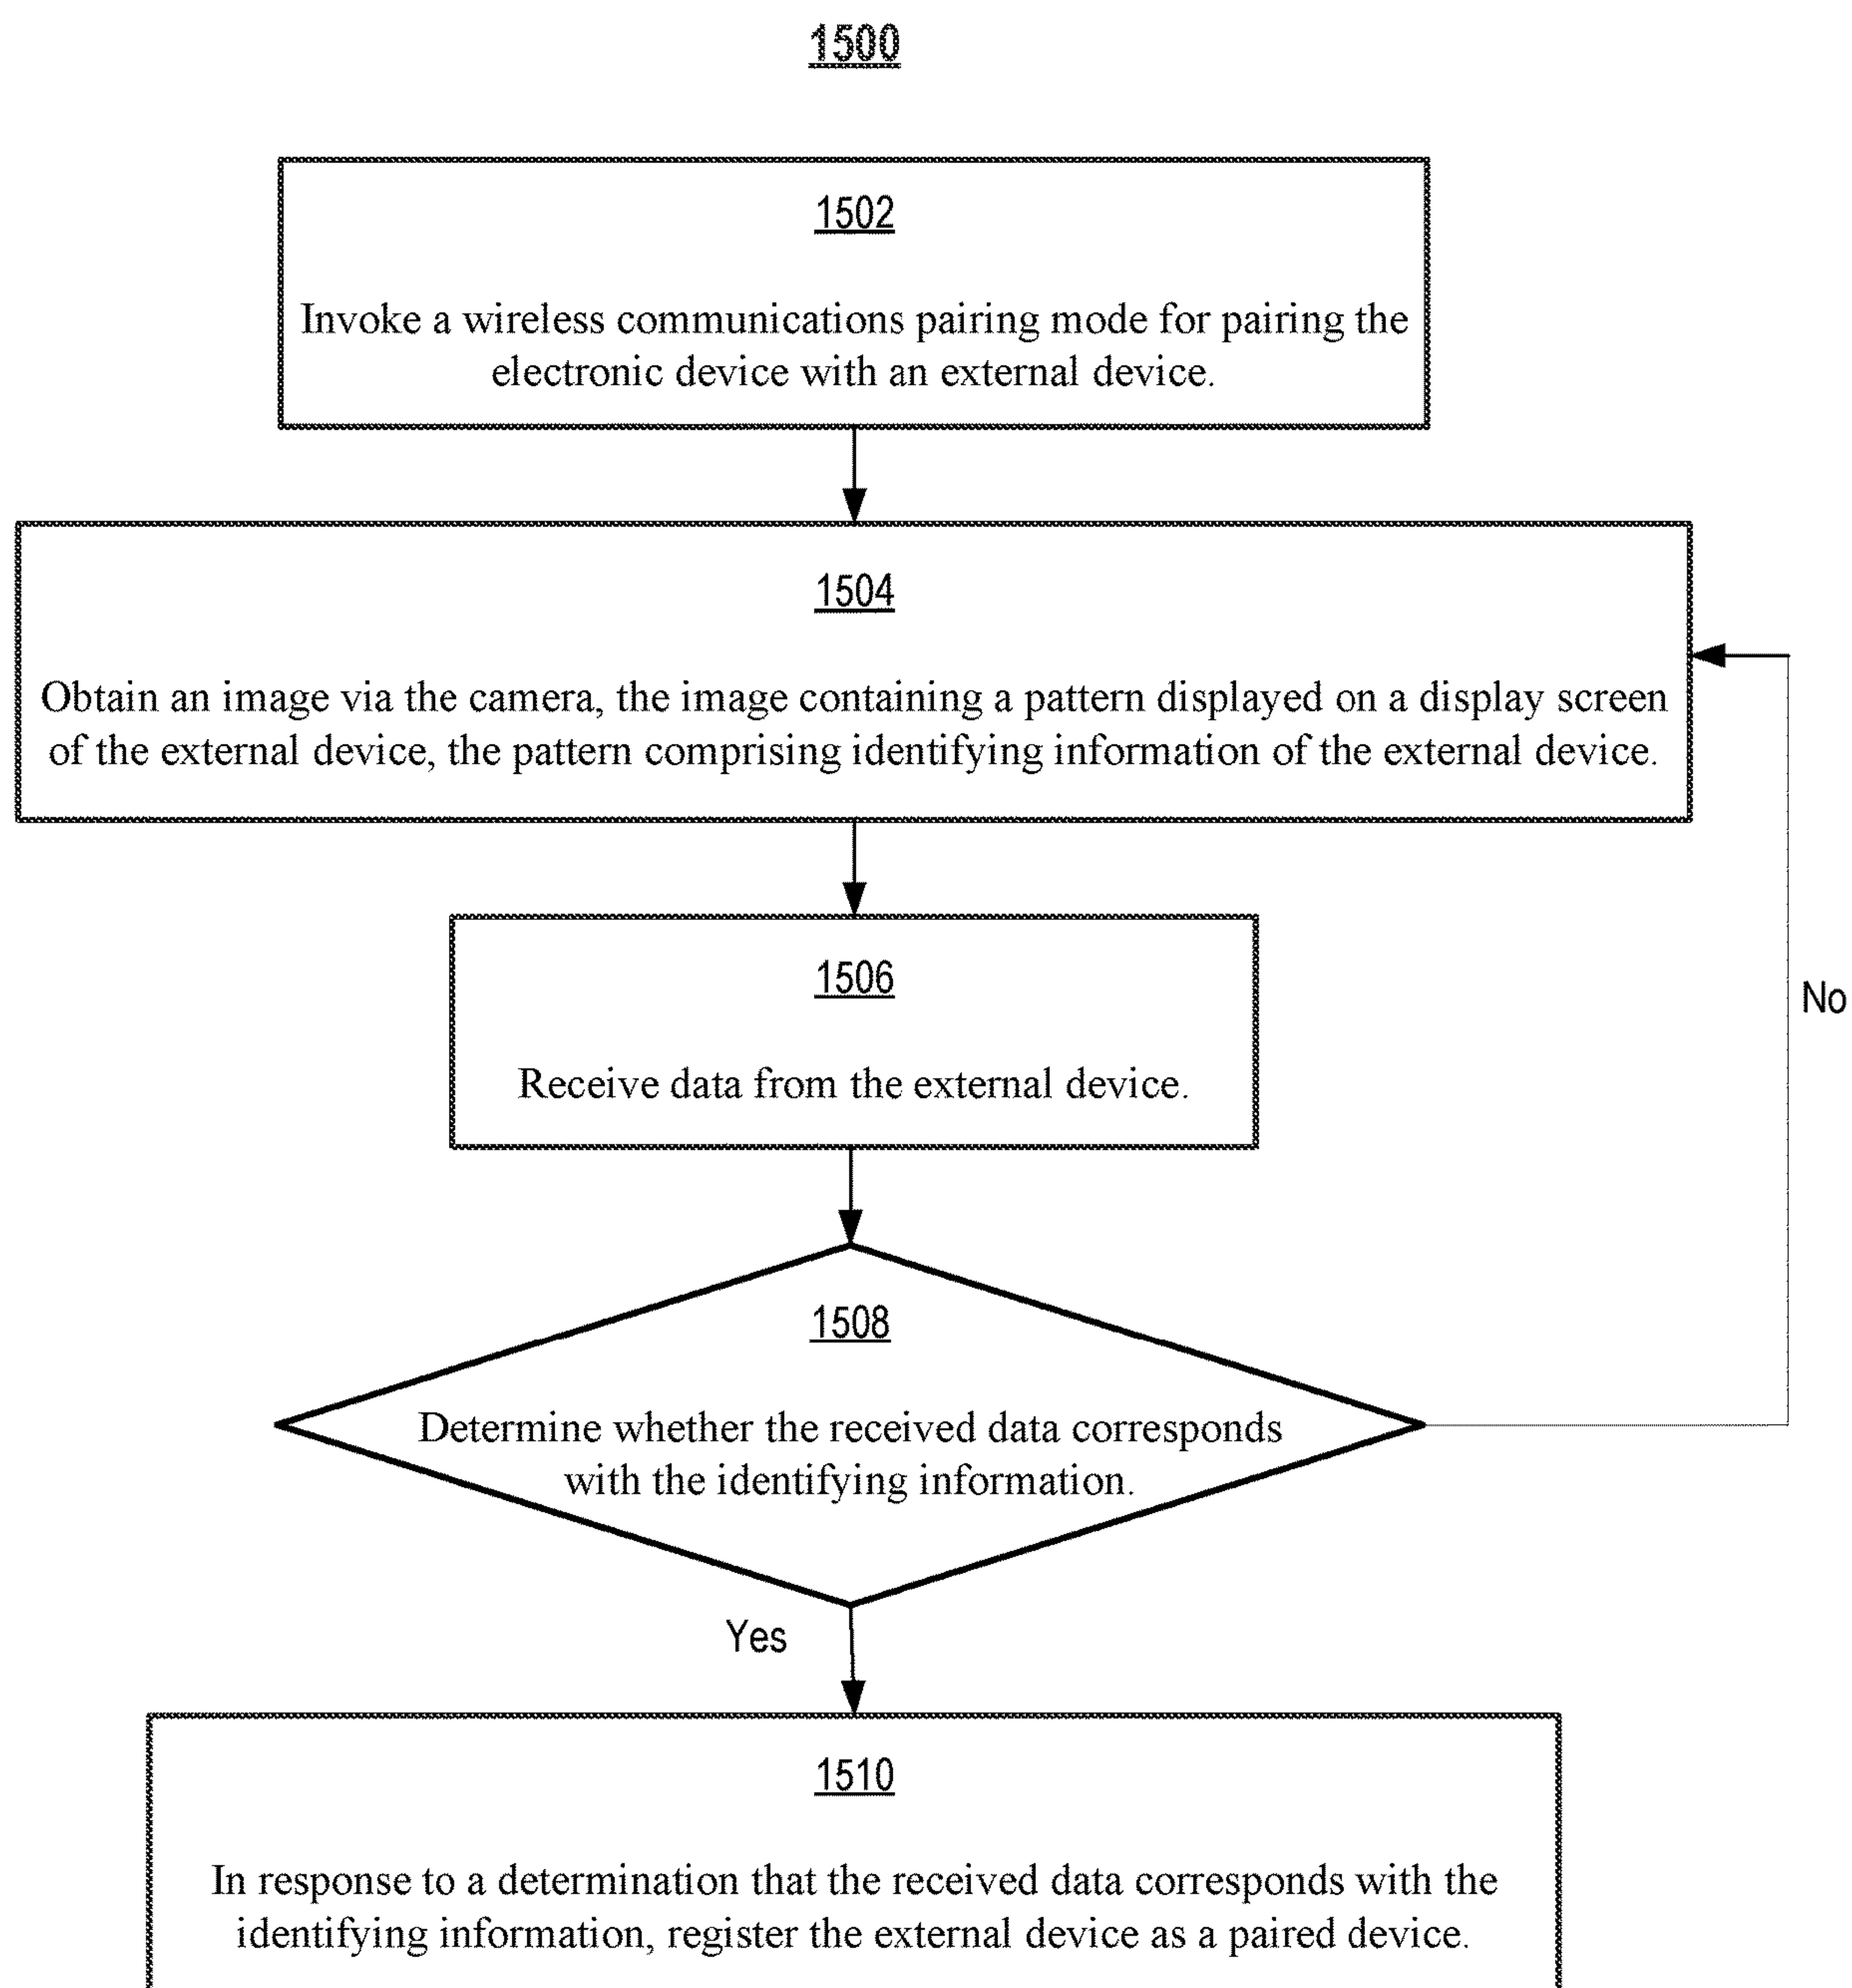 1500
1502
Invoke a wireless communications pairing mode for pairing the
electronic device with an external device.
1504
Obtain an image via the camera, the image containing a pattern displayed on a display screen
of the external device, the pattern comprising identifying information of the external device.
1506
No
Receive data from the external device.
1508
Determine whether the received data corresponds
with the identifying information.
Yes
1510
In response to a determination that the received data corresponds with the
identifying information, register the external device as a paired device.